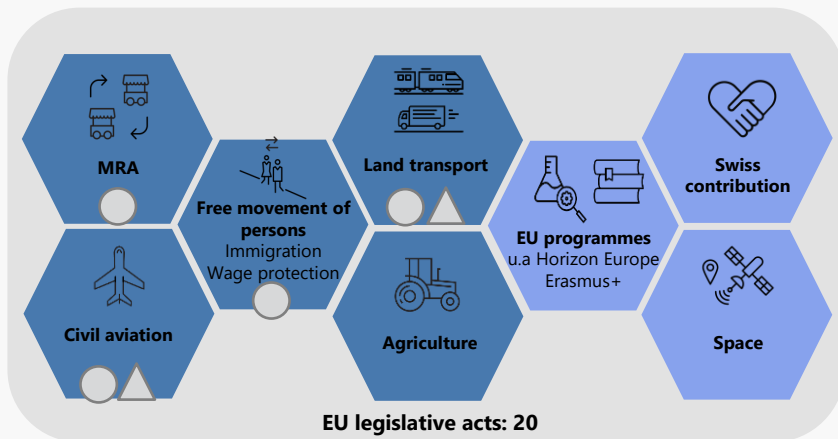 MRA
Free movement of
persons
Immigration
Wage protection
Land transport
EU programmes
u.a Horizon Europe
Erasmus+
Swiss
contribution
Civil aviation
Agriculture
Space
EU legislative acts: 20